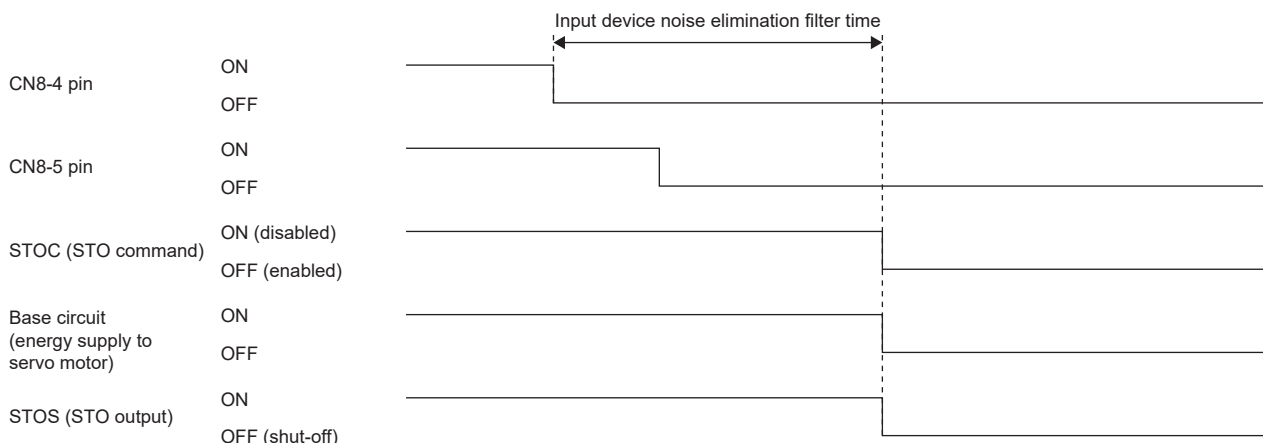 Input device noise elimination filter time
CN8-4 pin
ON
OFF
CN8-5 pin
ON
OFF
STOC (STO command)
ON (disabled)
OFF (enabled)
Base circuit
(energy supply to
servo motor)
ON
OFF
STOS (STO output)
ON
OFF (shut-off)